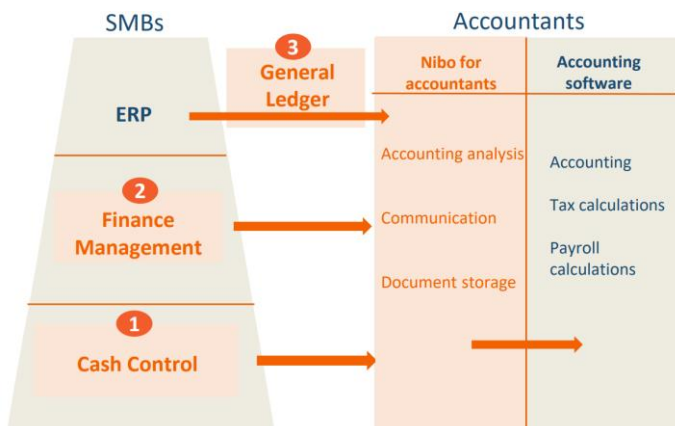 SMBs
Accountants
3
General
Ledger
ERP
2
Finance
Management
1
Cash Control
Nibo for
accountants
Accounting analysis
Communication
Document storage
Accounting
software
Accounting
Tax calculations
Payroll
calculations